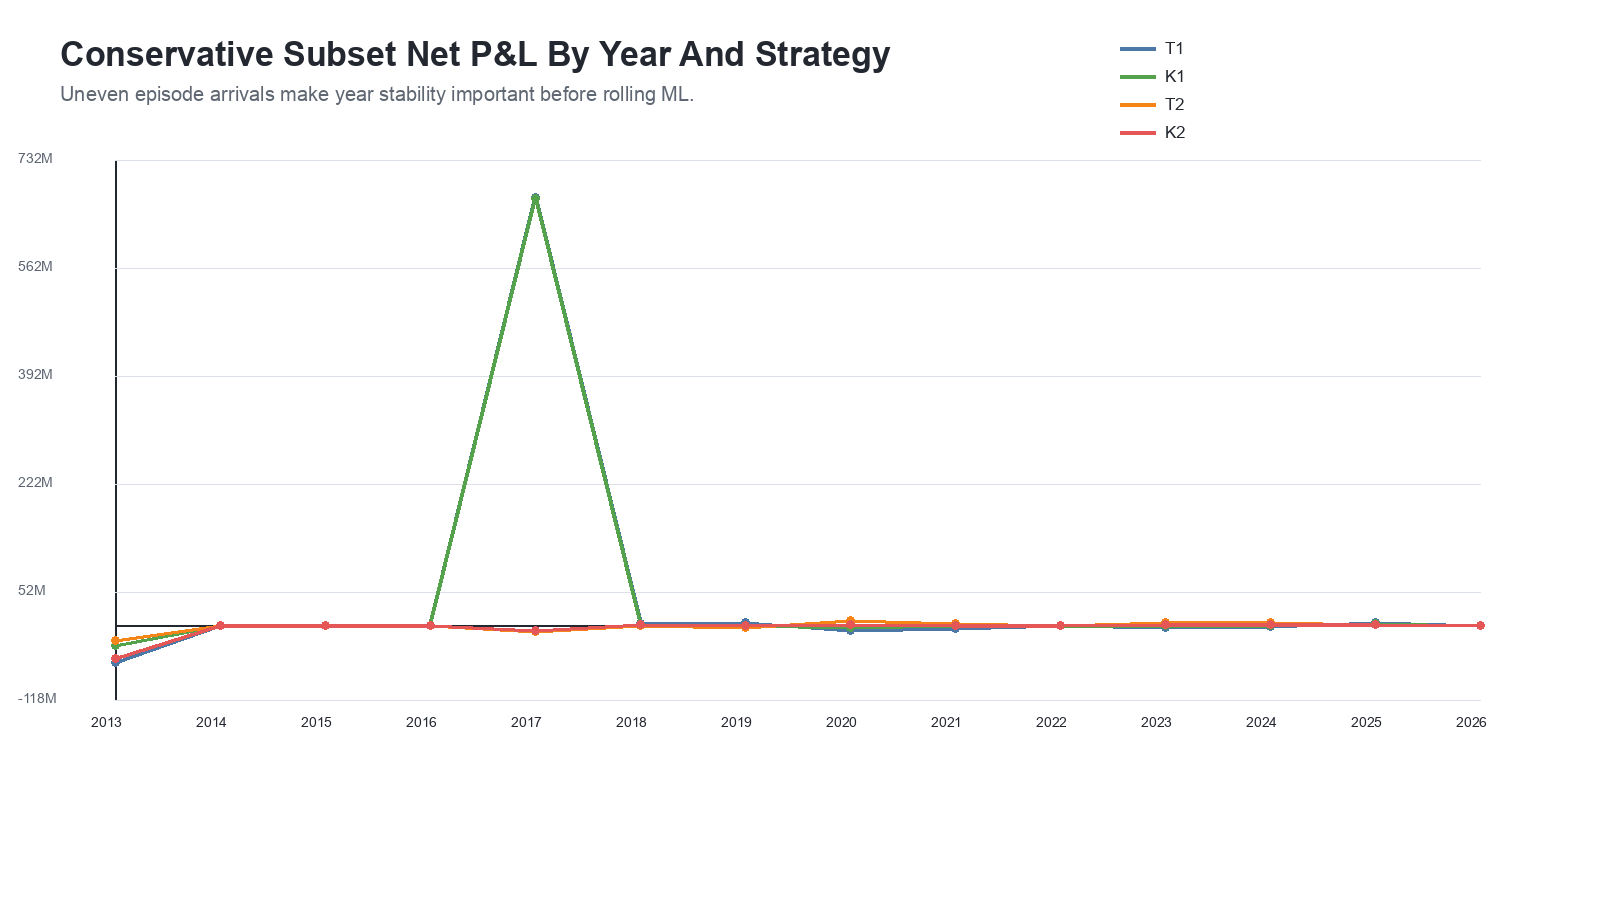 Conservative Subset Net P&L By Year And Strategy
Uneven episode arrivals make year stability important before rolling ML.
T1
K1
T2
K2
732M
562M
392M
222M
52M
-118M
2013 2014 2015 2016 2017 2018 2019 2020 2021 2022 2023 2024 2025 2026